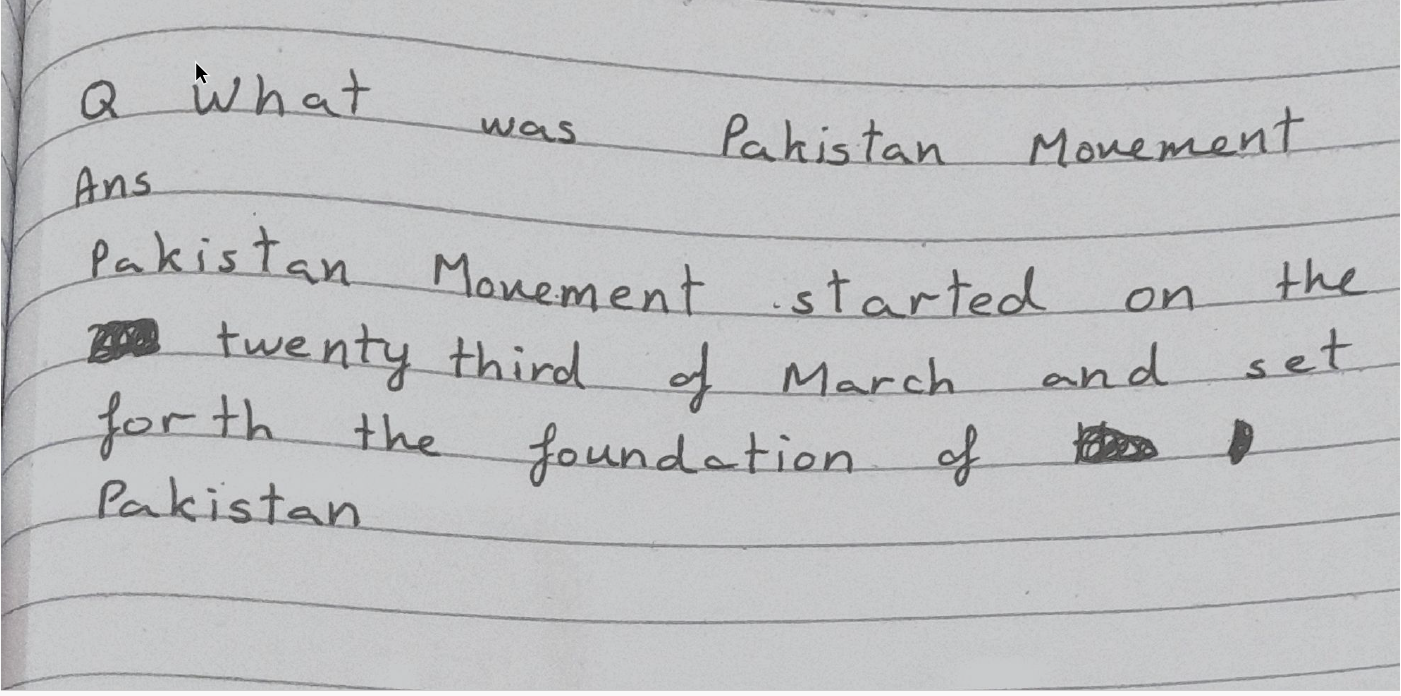 Q What was Pakistan Movement
Ans
Pakistan Movement started on the
twenty third of March and set
forth the foundation of
Pakistan